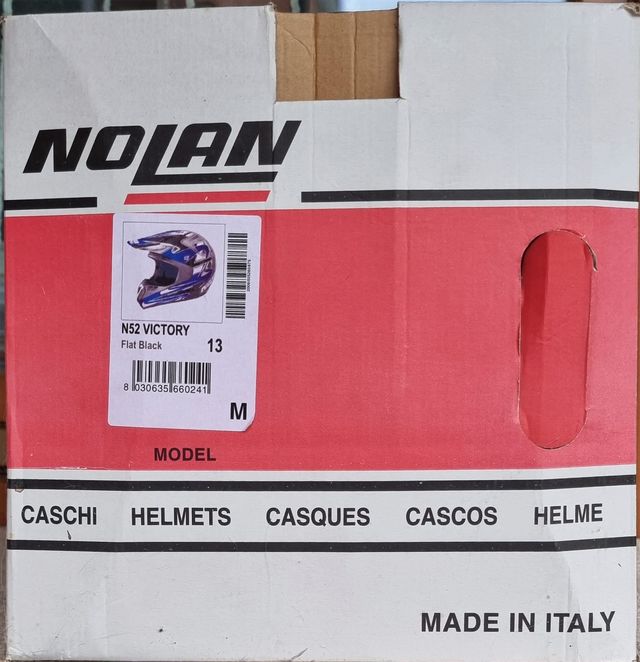 NOLAN
N52 VICTORY
Flat Black 13
8 030635 660241
M
MODEL
CASCHI HELMETS CASQUES CASCOS HELME
MADE IN ITALY